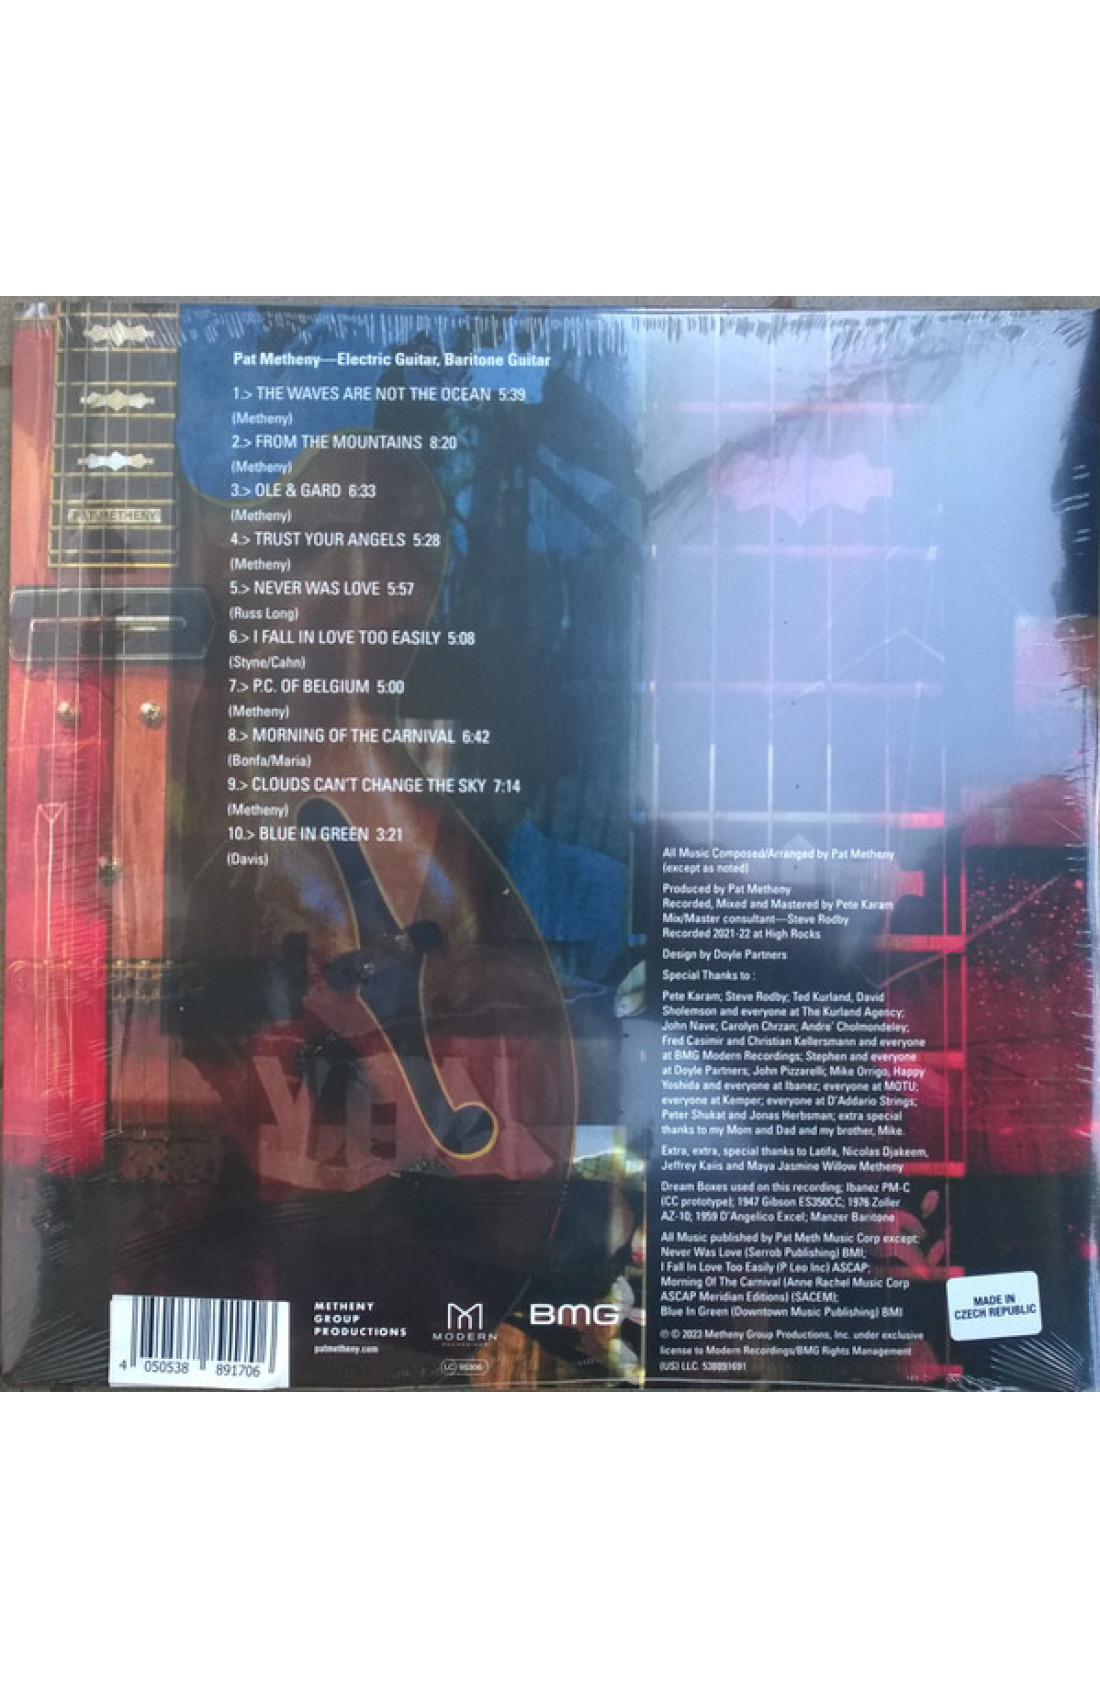 PAT METHENY
Pat Metheny—Electric Guitar, Baritone Guitar
1.> THE WAVES ARE NOT THE OCEAN 5:39
(Metheny)
2.> FROM THE MOUNTAINS 8:20
(Metheny)
3.> OLE & GARD 6:33
(Metheny)
4.> TRUST YOUR ANGELS 5:28
(Metheny)
5.> NEVER WAS LOVE 5:57
(Russ Long)
6.> I FALL IN LOVE TOO EASILY 5:08
(Styne/Cahn)
7.> P.C. OF BELGIUM 5:00
(Metheny)
8.> MORNING OF THE CARNIVAL 6:42
(Bonfa/Maria)
9.> CLOUDS CAN'T CHANGE THE SKY 7:14
(Metheny)
10.> BLUE IN GREEN 3:21
(Davis)
All Music Composed/Arranged by Pat Metheny
(except as noted)
Produced by Pat Metheny
Recorded, Mixed and Mastered by Pete Karam
Mix/Master consultant—Steve Rodby
Recorded 2021-22 at High Rocks
Design by Doyle Partners
Special Thanks to :
Pete Karam; Steve Rodby; Ted Kurland, David
Sholemson and everyone at The Kurland Agency;
John Nave; Carolyn Chrzan; Andre' Cholmondeley;
Fred Casimir and Christian Kellersmann and everyone
at BMG Modern Recordings; Stephen and everyone
at Doyle Partners; John Pizzarelli; Mike Orrigo, Happy
Yoshida and everyone at Ibanez; everyone at MOTU;
everyone at Kemper; everyone at D'Addario Strings;
Peter Shukat and Jonas Herbsman; extra special
thanks to my Mom and Dad and my brother, Mike.
Extra, extra, special thanks to Latifa, Nicolas Djakeem,
Jeffrey Kaiis and Maya Jasmine Willow Metheny
Dream Boxes used on this recording; Ibanez PM-C
(CC prototype); 1947 Gibson ES350CC; 1976 Zoller
AZ-10; 1959 D'Angelico Excel; Manzer Baritone
All Music published by Pat Meth Music Corp except:
Never Was Love (Serrob Publishing) BMI;
I Fall In Love Too Easily (P Leo Inc) ASCAP;
Morning Of The Carnival (Anne Rachel Music Corp
ASCAP Meridian Editions) (SACEM);
Blue In Green (Downtown Music Publishing) BMI
℗ © 2023 Metheny Group Productions, Inc. under exclusive
license to Modern Recordings/BMG Rights Management
(US) LLC. 538891691
MADE IN
CZECH REPUBLIC
4 050538 891706
METHENY
GROUP
PRODUCTIONS
patmetheny.com
MODERN
RECORDINGS
LC 95306
BMG